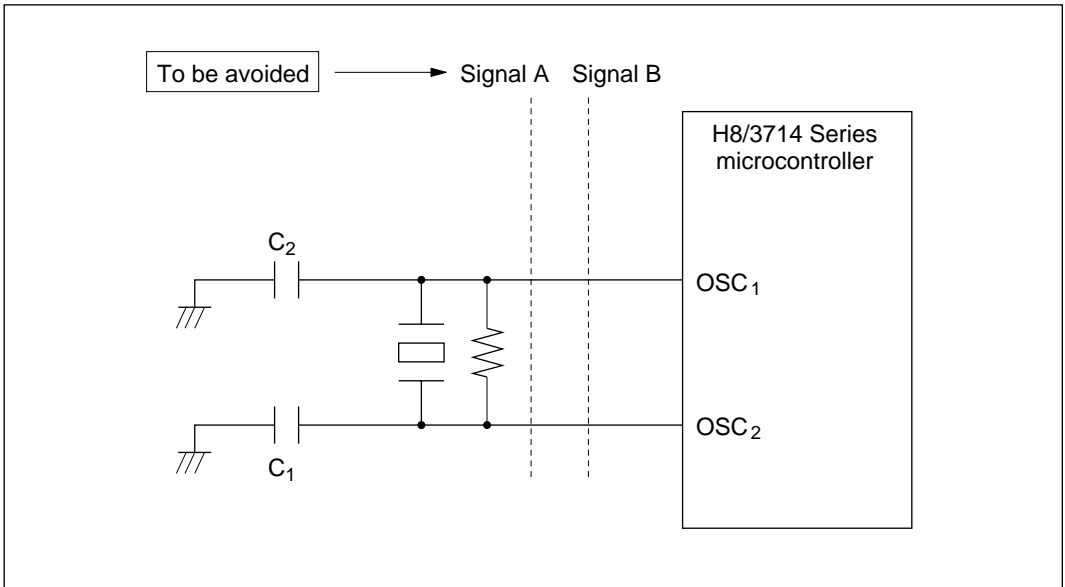 To be avoided
Signal A
Signal B
H8/3714 Series
microcontroller
C2
OSC1
OSC2
C1